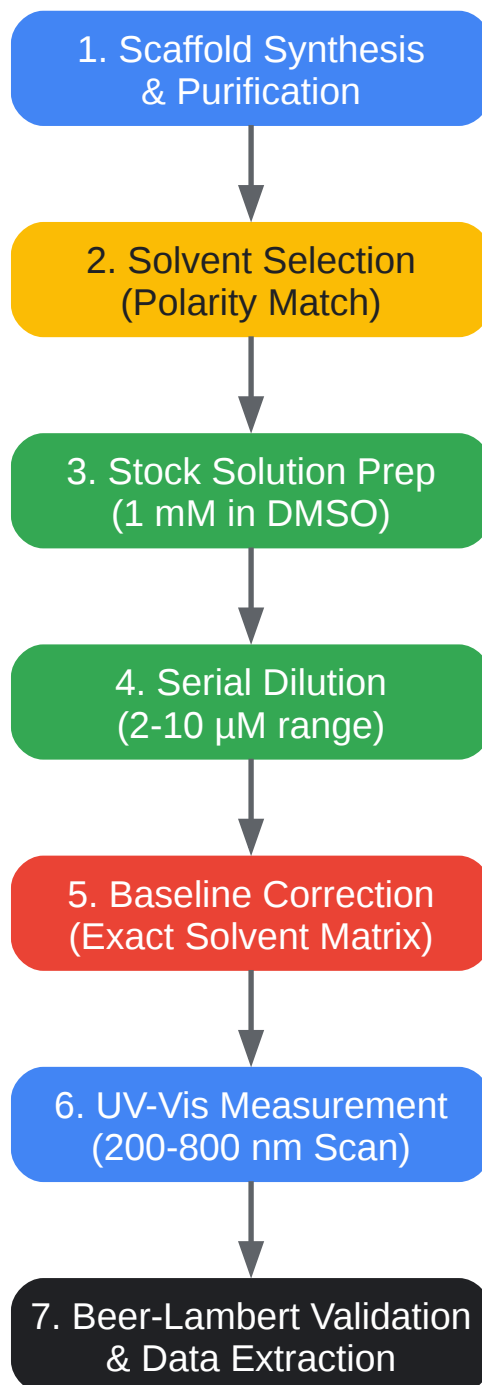 1. Scaffold Synthesis
& Purification
2. Solvent Selection
(Polarity Match)
3. Stock Solution Prep
(1 mM in DMSO)
4. Serial Dilution
(2-10 µM range)
5. Baseline Correction
(Exact Solvent Matrix)
6. UV-Vis Measurement
(200-800 nm Scan)
7. Beer-Lambert Validation
& Data Extraction